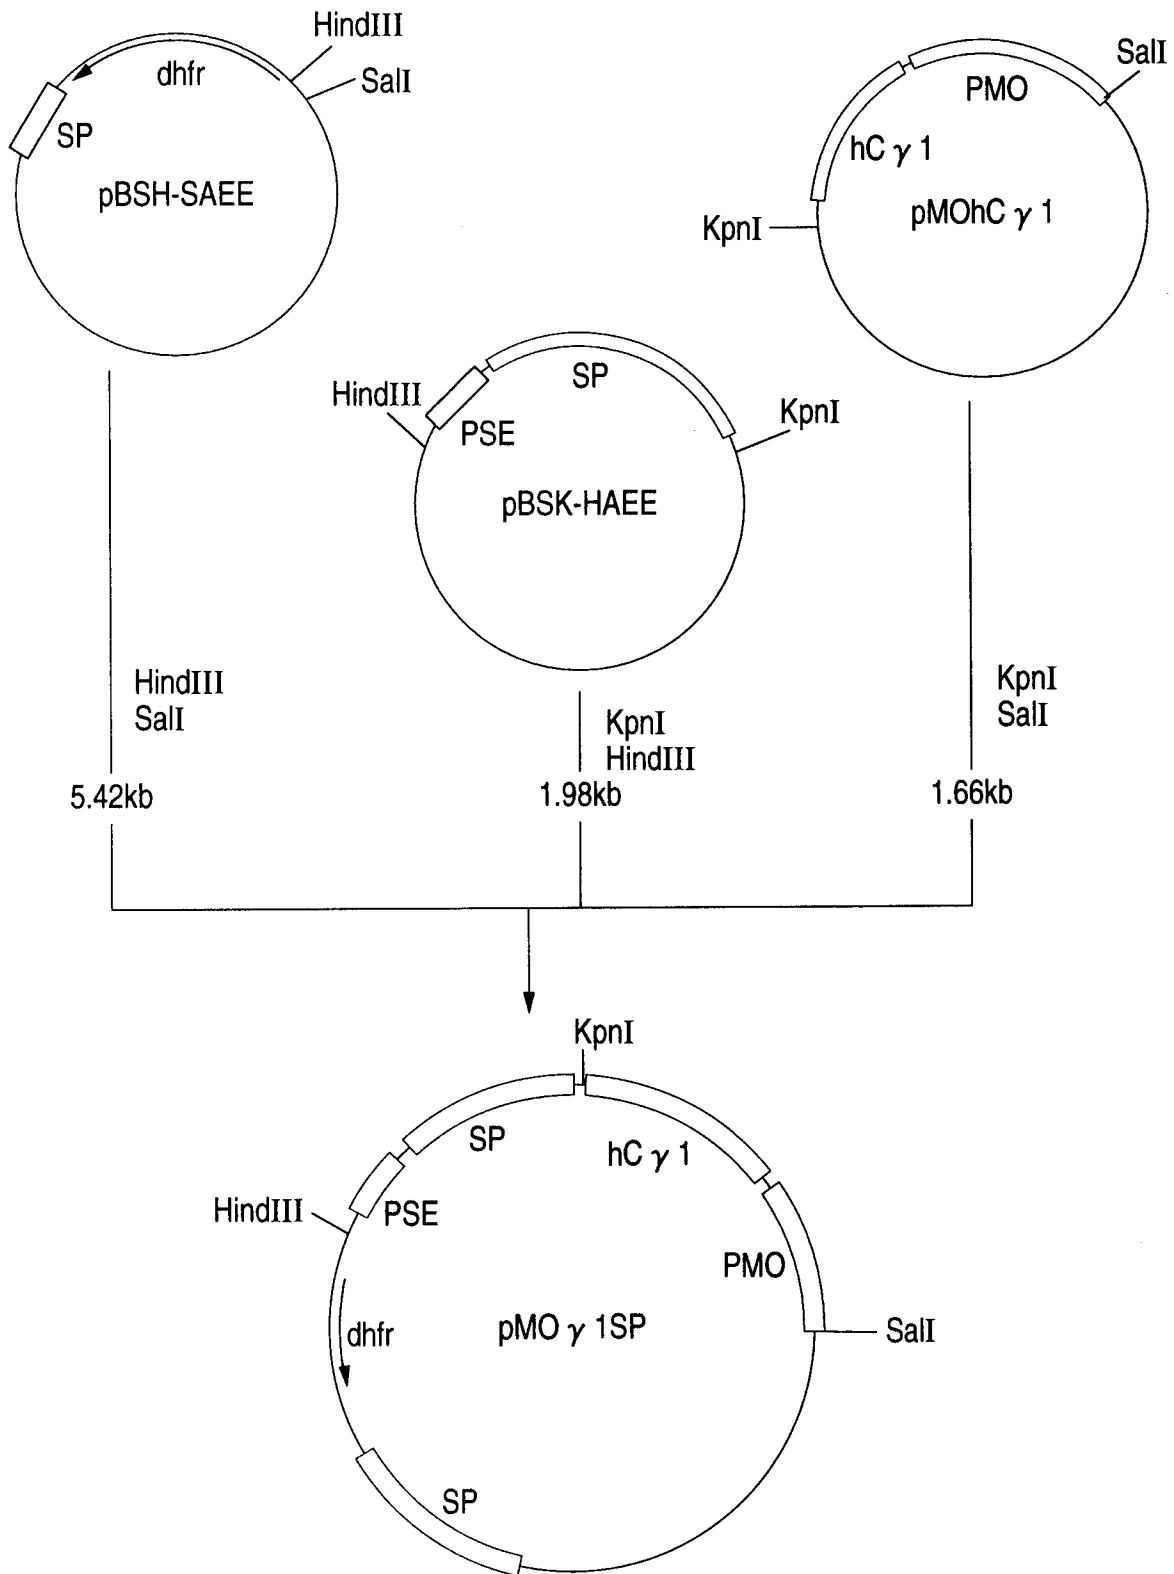 HindIII
SalI
dhfr
SP
pBSH-SAEE
SalI
PMO
hC γ 1
KpnI
pMOhC γ 1
HindIII
SP
KpnI
PSE
pBSK-HAEE
HindIII
SalI
KpnI
HindIII
KpnI
SalI
5.42kb
1.98kb
1.66kb
KpnI
SP
hC γ 1
HindIII
PSE
PMO
dhfr
pMO γ 1SP
SalI
SP